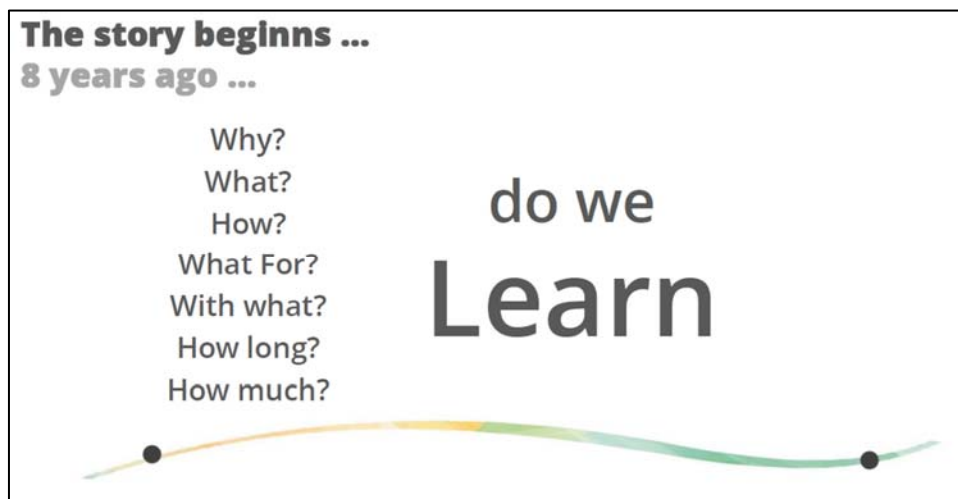 The story beginns ...
8 years ago ...
Why?
What?
How?
What For?
With what?
How long?
How much?
do we
Learn